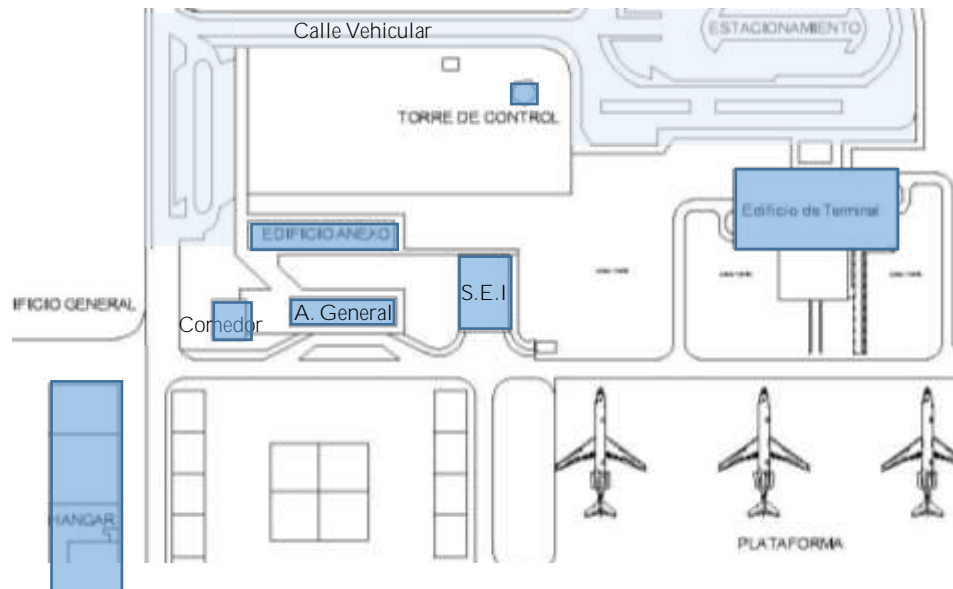 Calle Vehicular
ESTACIONAMIENTO
TORRE DE CONTROL
Edificio de Terminal
EDIFICIO ANEXO
S.E.I
IFICIO GENERAL
A. General
Comedor
HANGAR
PLATAFORMA